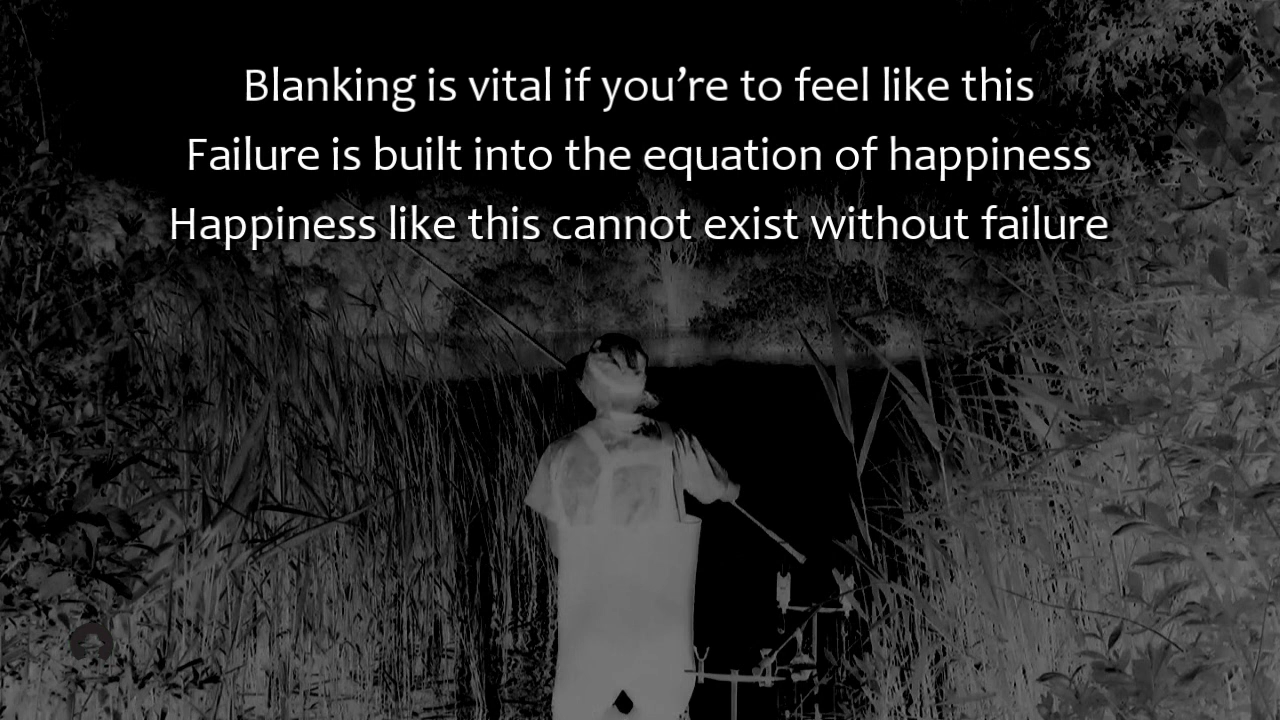 Blanking is vital if you’re to feel like this
Failure is built into the equation of happiness
Happiness like this cannot exist without failure